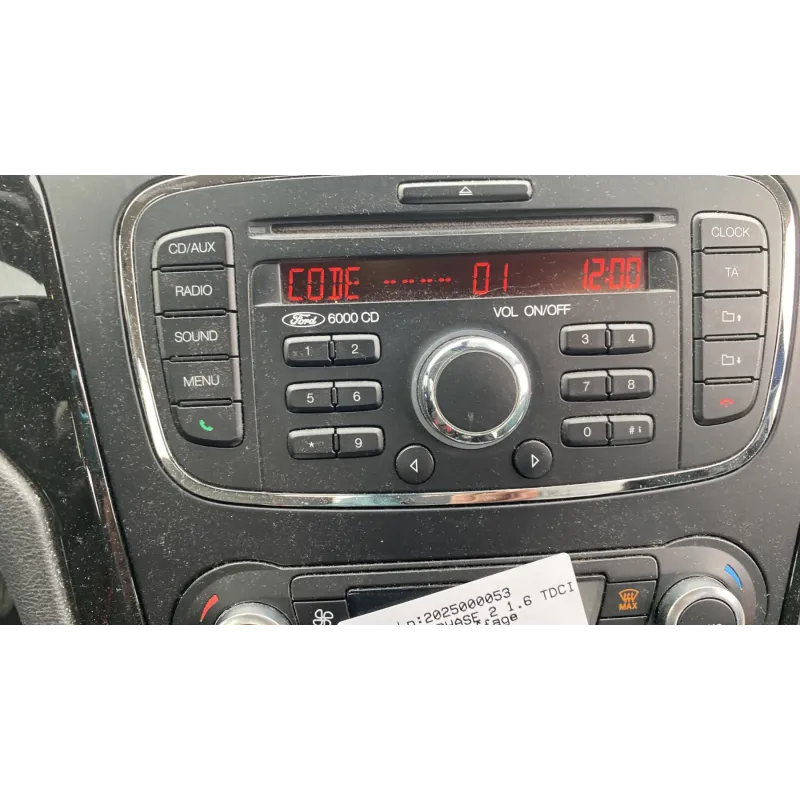 CD/AUX
RADIO
SOUND
MENU
CLOCK
TA
CODE ----- 01 12:00
Ford 6000 CD
VOL ON/OFF
1 2
3 4
5 6
7 8
* 9
0 #
MAX
:2025000053
PHASE 2 1.6 TDCI